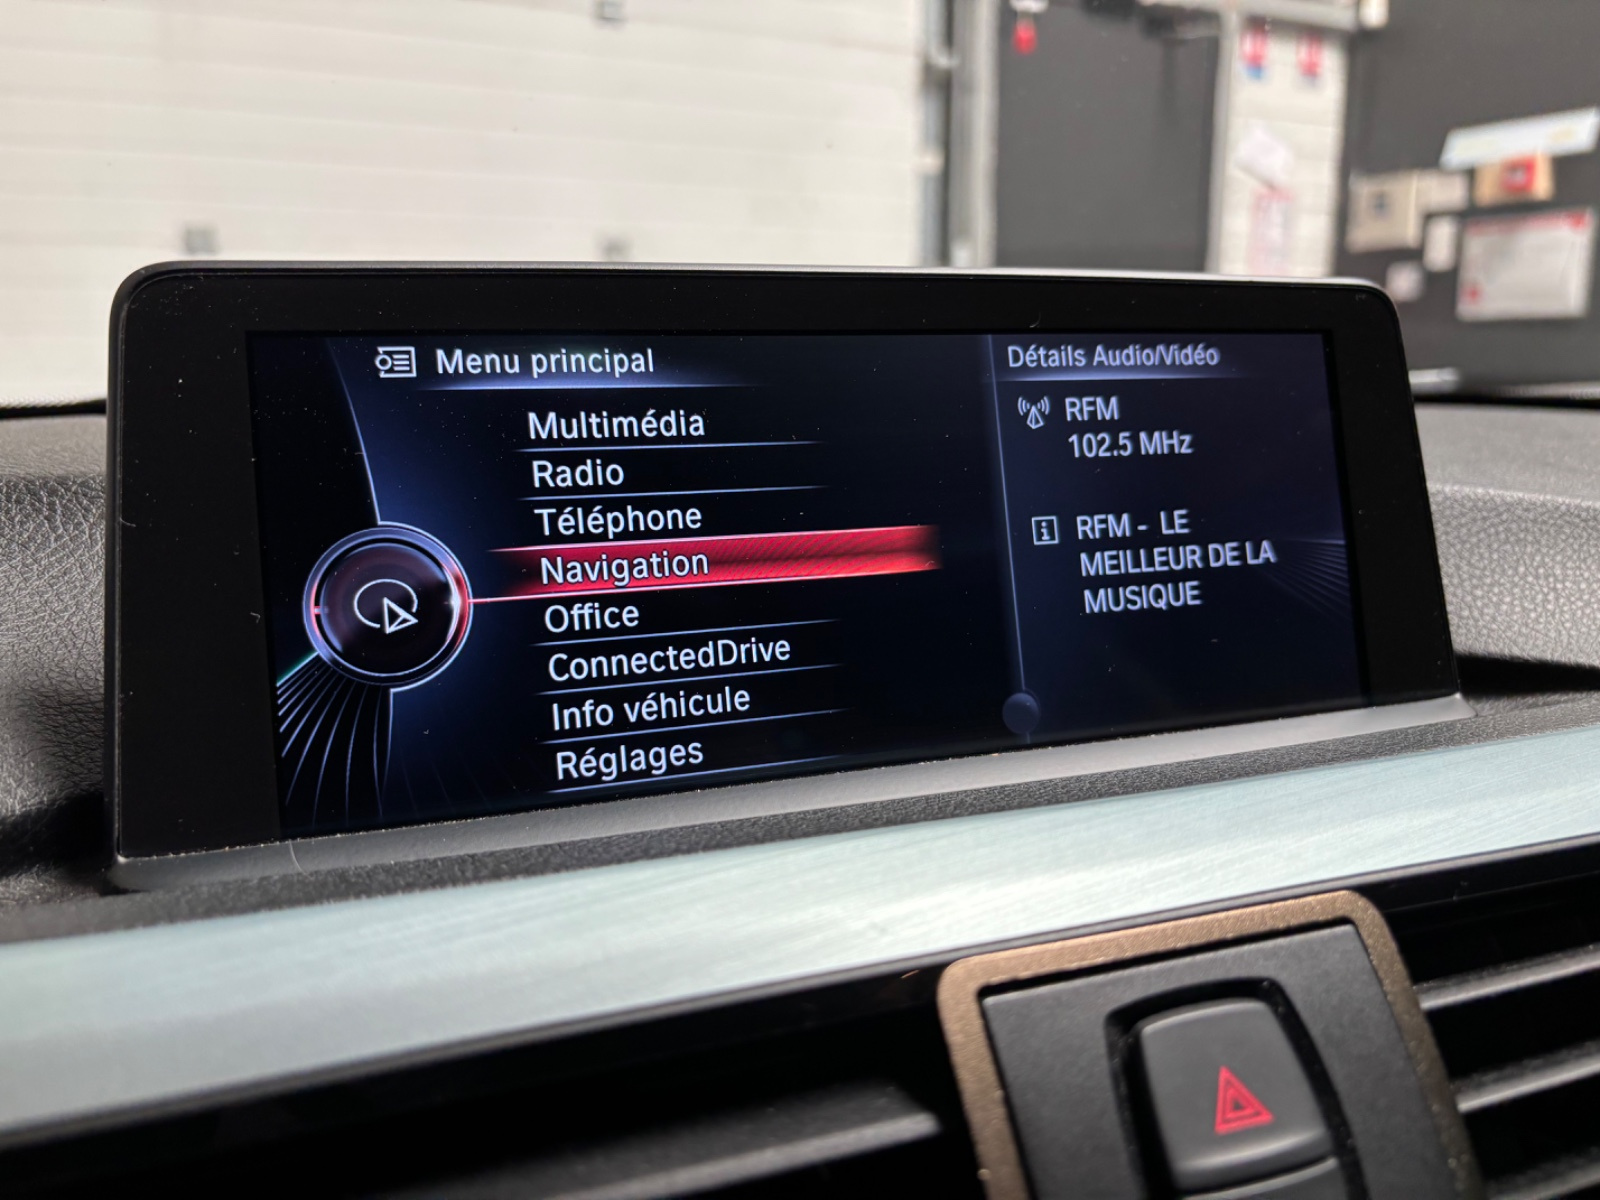 Menu principal
Multimédia
Radio
Téléphone
Navigation
Office
ConnectedDrive
Info véhicule
Réglages
Détails Audio/Vidéo
RFM
102.5 MHz
RFM - LE
MEILLEUR DE LA
MUSIQUE